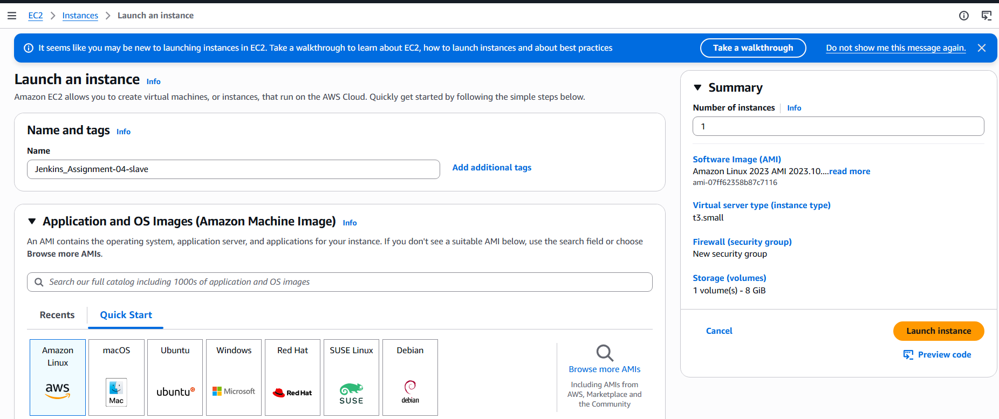 EC2 > Instances > Launch an instance
It seems like you may be new to launching instances in EC2. Take a walkthrough to learn about EC2, how to launch instances and about best practices
Take a walkthrough
Do not show me this message again.
Launch an instance Info
Amazon EC2 allows you to create virtual machines, or instances, that run on the AWS Cloud. Quickly get started by following the simple steps below.
Name and tags Info
Name
Jenkins_Assignment-04-slave
Add additional tags
Application and OS Images (Amazon Machine Image) Info
An AMI contains the operating system, application server, and applications for your instance. If you don't see a suitable AMI below, use the search field or choose
Browse more AMIs.
Search our full catalog including 1000s of application and OS images
Recents
Quick Start
Amazon
Linux
aws
macOS
Mac
Ubuntu
ubuntu
Windows
Microsoft
Red Hat
Red Hat
SUSE Linux
SUSE
Debian
debian
Browse more AMIs
Including AMIs from
AWS, Marketplace and
the Community
Summary
Number of instances Info
1
Software Image (AMI)
Amazon Linux 2023 AMI 2023.10....read more
ami-07ff62358b87c7116
Virtual server type (instance type)
t3.small
Firewall (security group)
New security group
Storage (volumes)
1 volume(s) - 8 GiB
Cancel
Launch instance
Preview code